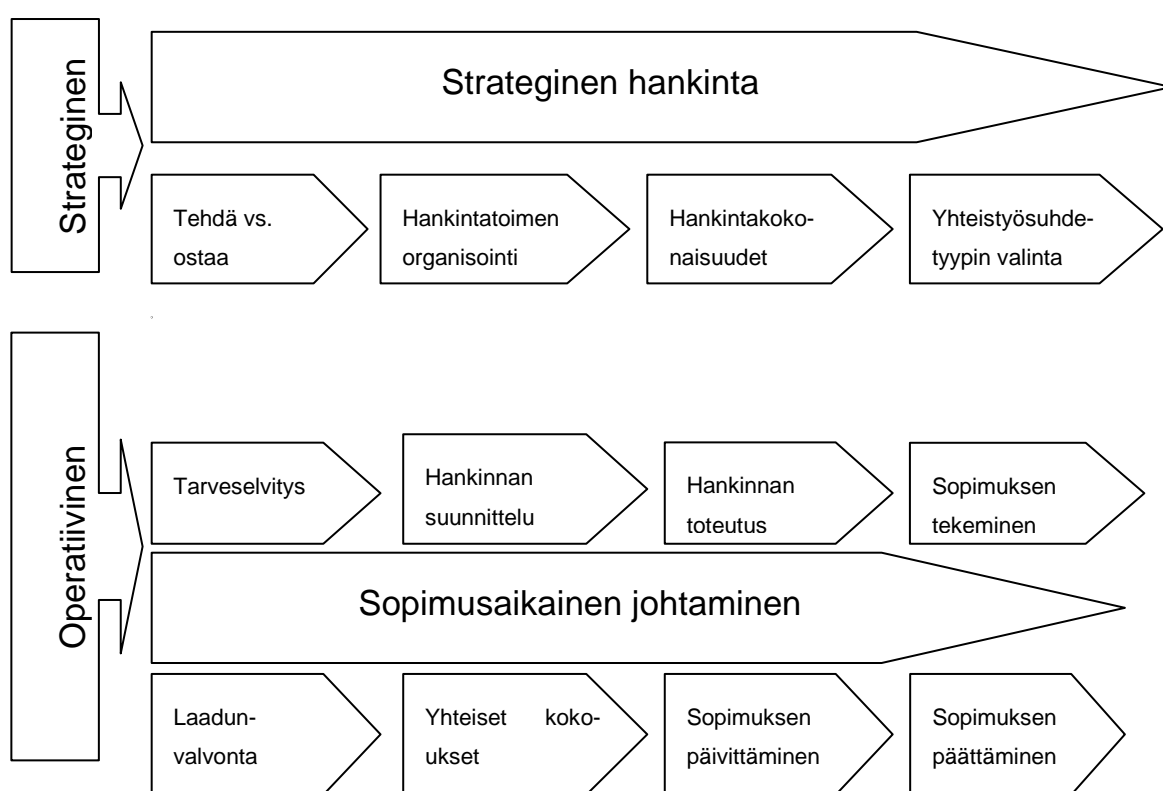 Strateginen
Strateginen hankinta
Tehdä vs.
ostaa
Hankintatoimen
organisointi
Hankintakoko-
naisuudet
Yhteistyösuhde-
tyypin valinta
Operatiivinen
Tarveselvitys
Hankinnan
suunnittelu
Hankinnan
toteutus
Sopimuksen
tekeminen
Sopimusaikainen johtaminen
Laadun-
valvonta
Yhteiset koko-
ukset
Sopimuksen
päivittäminen
Sopimuksen
päättäminen